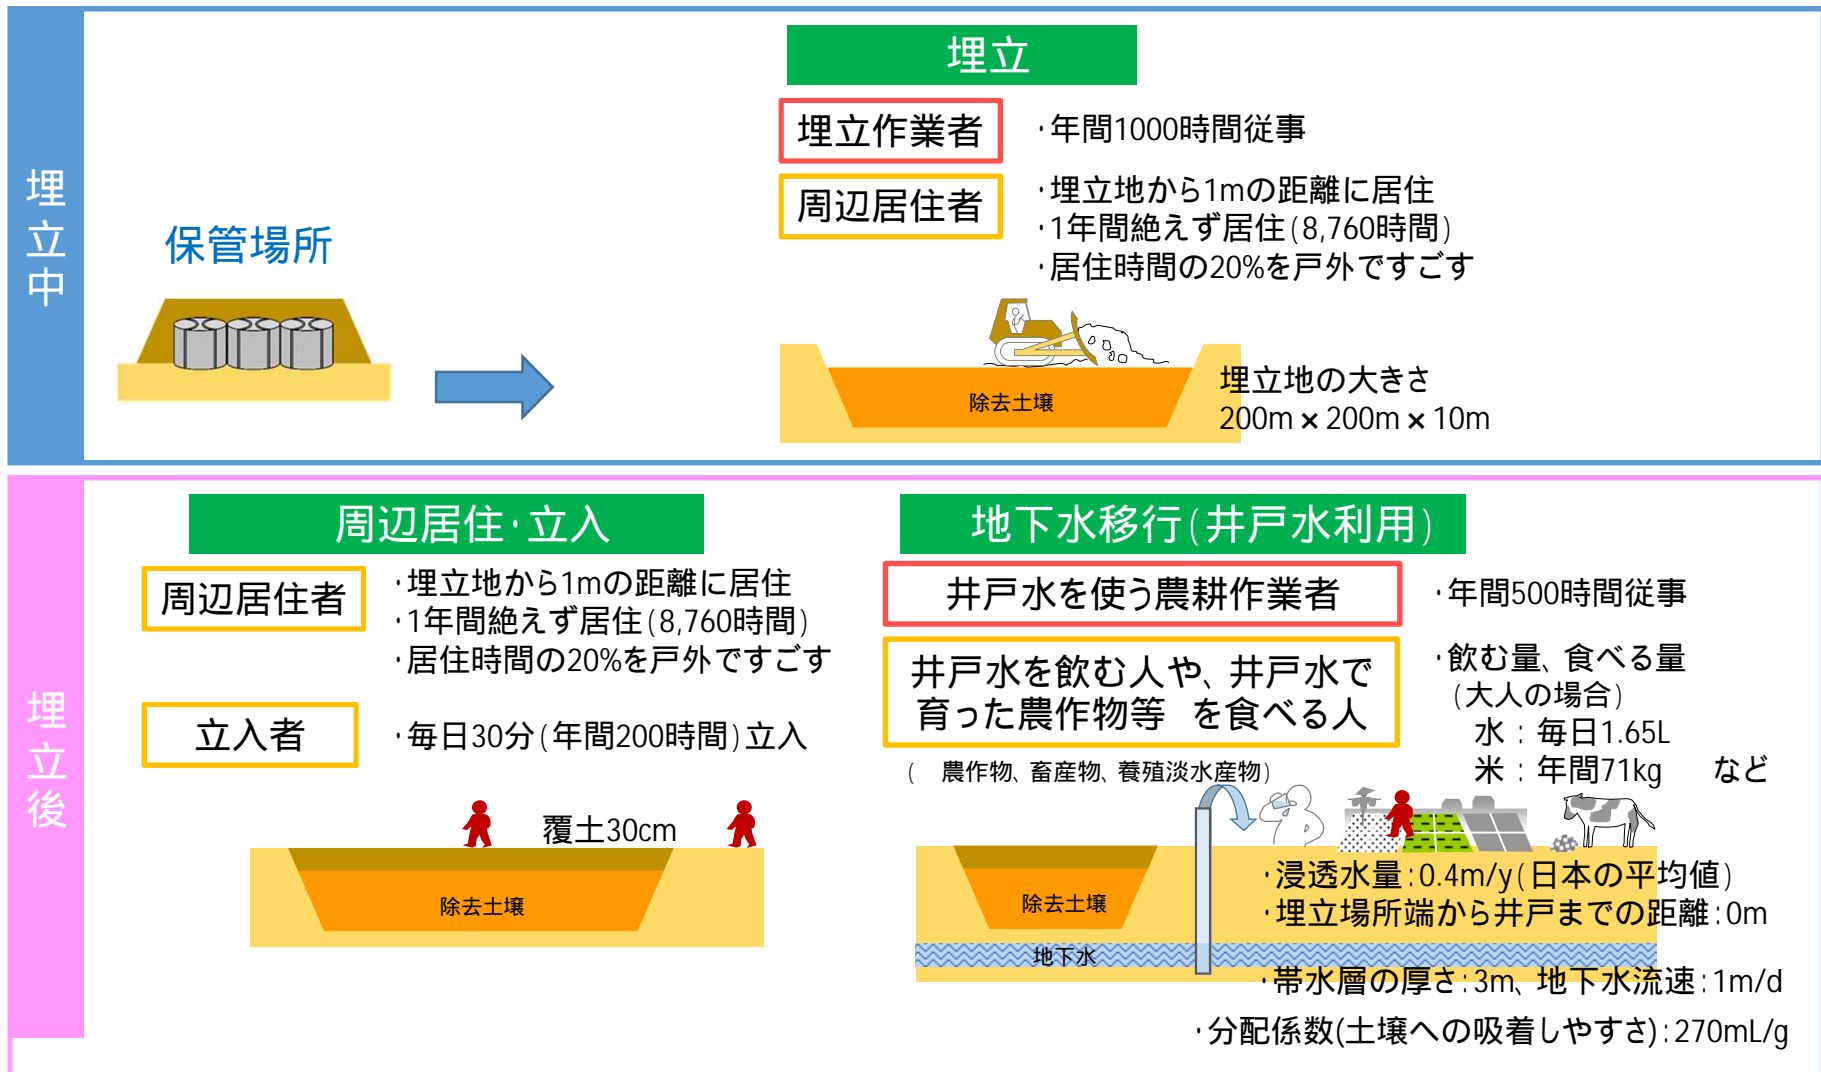 埋立中
保管場所
埋立
埋立作業者
・年間1000時間従事
周辺居住者
・埋立地から1mの距離に居住
・1年間絶えず居住(8,760時間)
・居住時間の20%を戸外ですごす
除去土壌
埋立地の大きさ
200m×200m×10m
埋立後
周辺居住・立入
周辺居住者
・埋立地から1mの距離に居住
・1年間絶えず居住(8,760時間)
・居住時間の20%を戸外ですごす
立入者
・毎日30分(年間200時間)立入
覆土30cm
除去土壌
地下水移行(井戸水利用)
井戸水を使う農耕作業者
・年間500時間従事
井戸水を飲む人や、井戸水で
育った農作物等 を食べる人
( 農作物、畜産物、養殖淡水産物)
・飲む量、食べる量
(大人の場合)
水:毎日1.65L
米:年間71kg など
除去土壌
地下水
・浸透水量:0.4m/y(日本の平均値)
・埋立場所端から井戸までの距離:0m
・帯水層の厚さ:3m、地下水流速:1m/d
・分配係数(土壌への吸着しやすさ):270mL/g